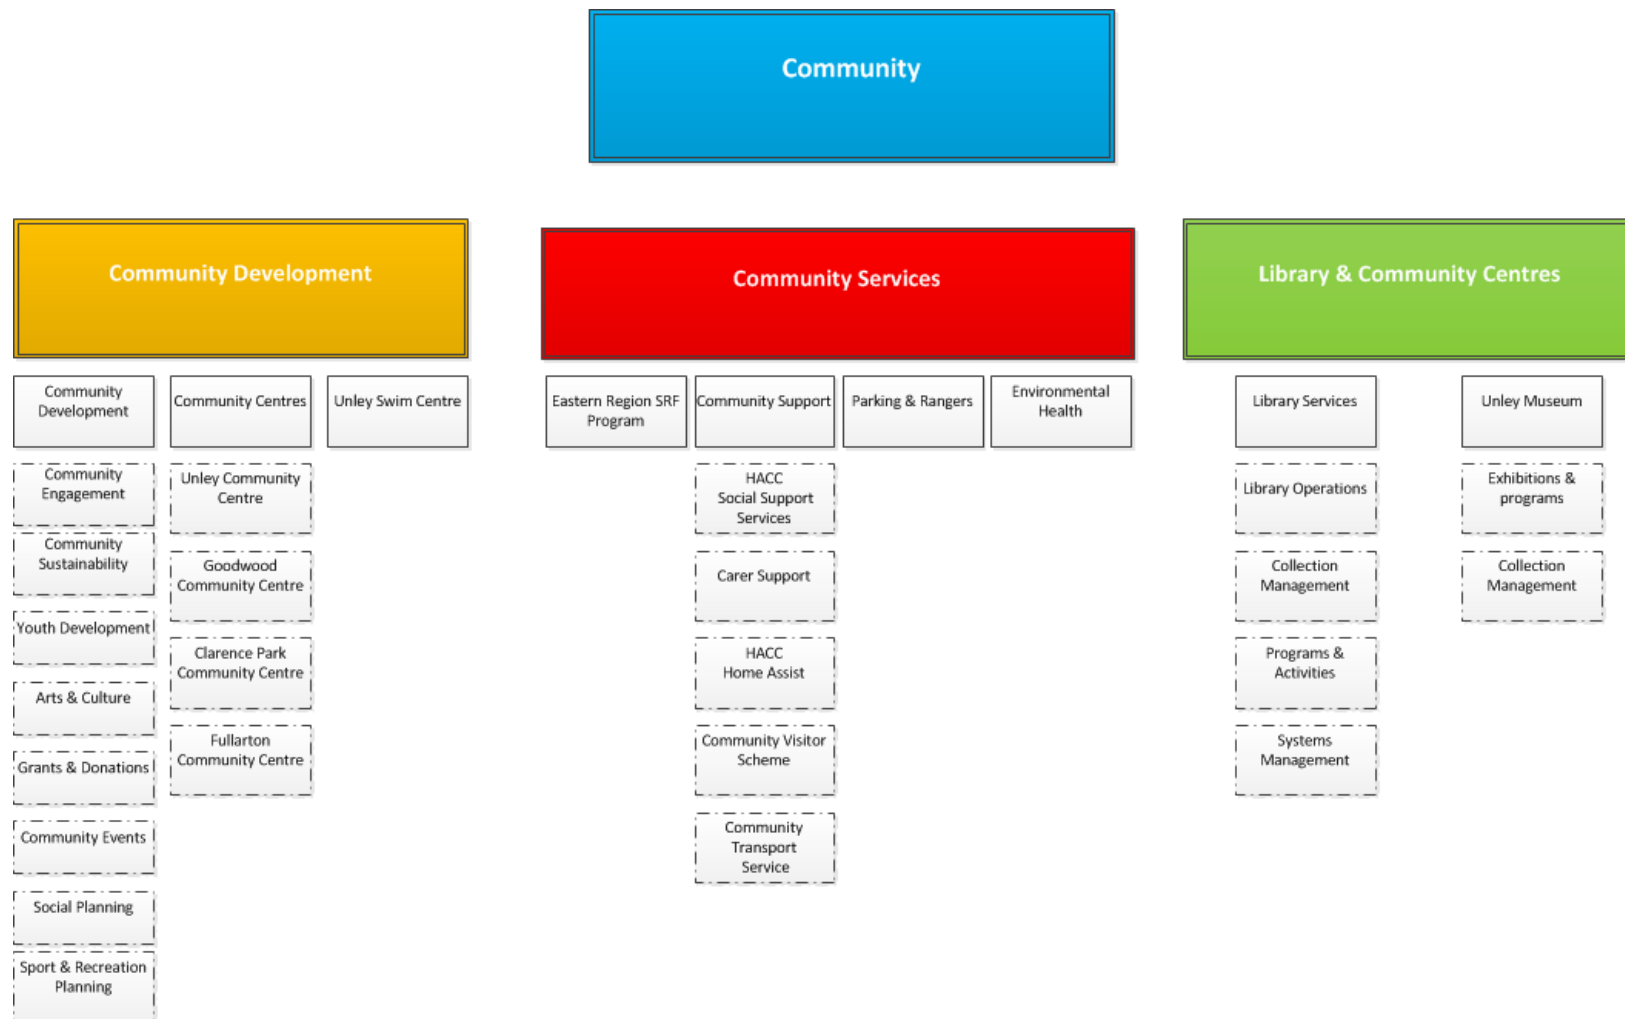 Community
Community Development
Community
Development
Community
Engagement
Community
Sustainability
Youth Development
Arts & Culture
Grants & Donations
Community Events
Social Planning
Sport & Recreation
Planning
Community Centres
Unley Community
Centre
Goodwood
Community Centre
Clarence Park
Community Centre
Fullarton
Community Centre
Unley Swim Centre
Community Services
Eastern Region SRF
Program
Community Support
HACC
Social Support
Services
Carer Support
HACC
Home Assist
Community Visitor
Scheme
Community
Transport
Service
Parking & Rangers
Environmental
Health
Library & Community Centres
Library Services
Library Operations
Collection
Management
Programs &
Activities
Systems
Management
Unley Museum
Exhibitions &
programs
Collection
Management